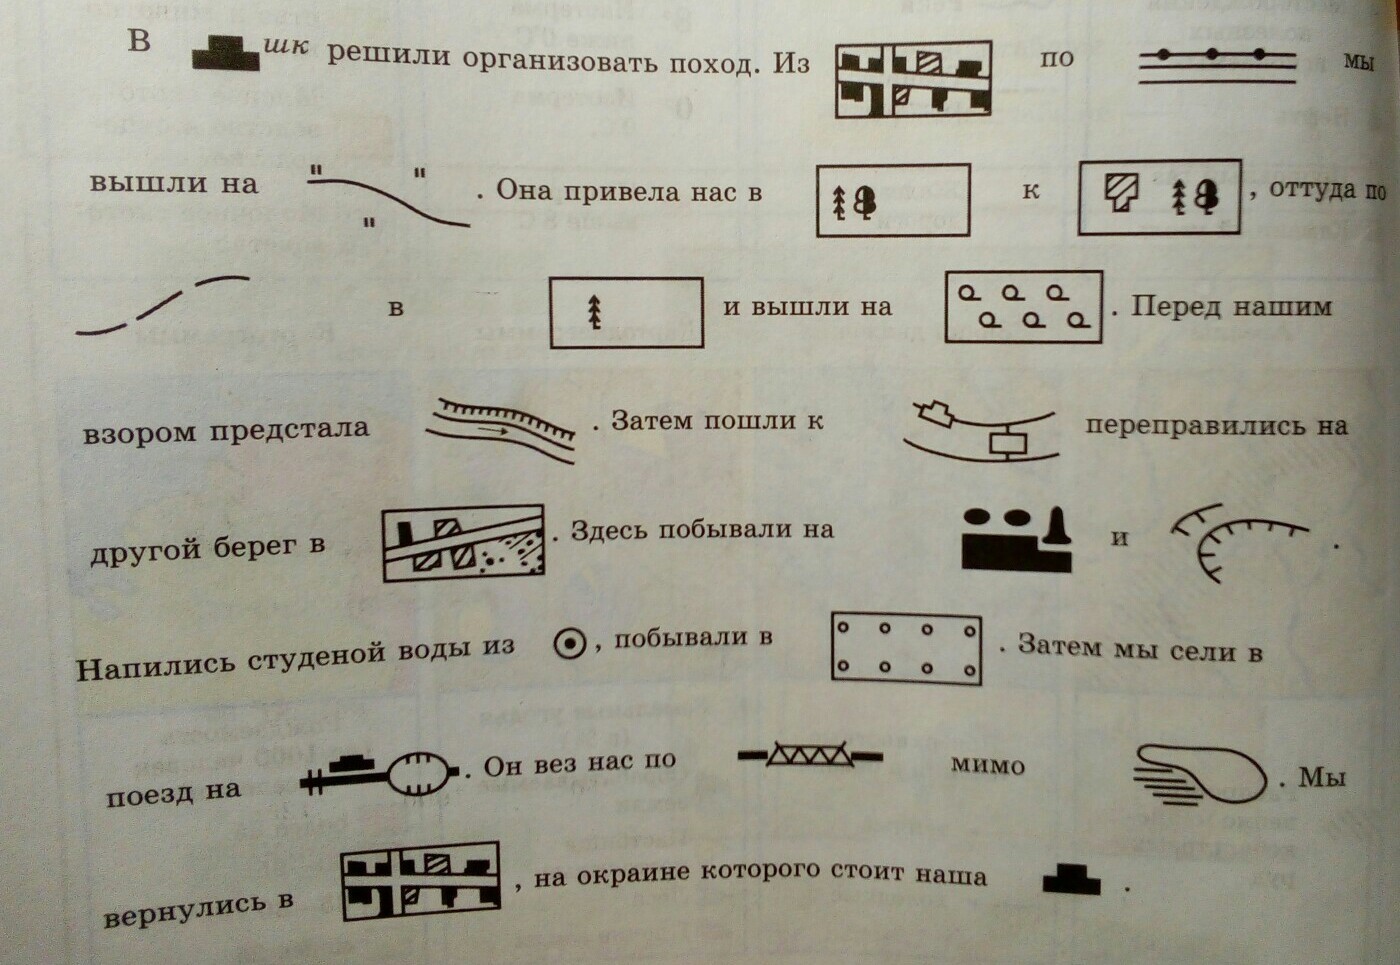 В шк решили организовать поход. Из по мы
вышли на . Она привела нас в к , оттуда по
в и вышли на . Перед нашим
взором предстала . Затем пошли к переправились на
другой берег в . Здесь побывали на и .
Напились студеной воды из , побывали в . Затем мы сели в
поезд на . Он вез нас по мимо . Мы
вернулись в , на окраине которого стоит наша .